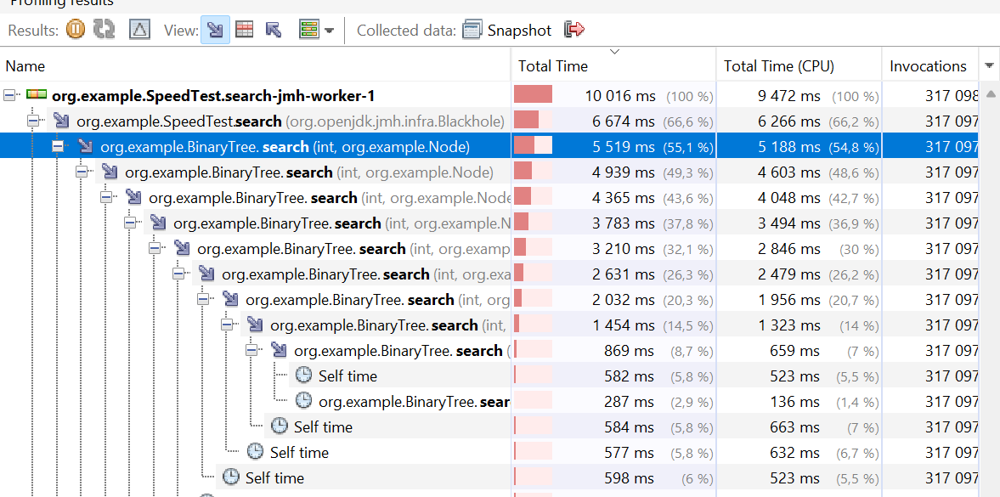 Profiling results
Results: View: Collected data: Snapshot
Name Total Time Total Time (CPU) Invocations
org.example.SpeedTest.search-jmh-worker-1 10 016 ms (100 %) 9 472 ms (100 %) 317 098
org.example.SpeedTest.search (org.openjdk.jmh.infra.Blackhole) 6 674 ms (66,6 %) 6 266 ms (66,2 %) 317 097
org.example.BinaryTree. search (int, org.example.Node) 5 519 ms (55,1 %) 5 188 ms (54,8 %) 317 097
org.example.BinaryTree. search (int, org.example.Node) 4 939 ms (49,3 %) 4 603 ms (48,6 %) 317 097
org.example.BinaryTree. search (int, org.example.Node 4 365 ms (43,6 %) 4 048 ms (42,7 %) 317 097
org.example.BinaryTree. search (int, org.example.N 3 783 ms (37,8 %) 3 494 ms (36,9 %) 317 097
org.example.BinaryTree. search (int, org.examp 3 210 ms (32,1 %) 2 846 ms (30 %) 317 097
org.example.BinaryTree. search (int, org.exa 2 631 ms (26,3 %) 2 479 ms (26,2 %) 317 097
org.example.BinaryTree. search (int, org 2 032 ms (20,3 %) 1 956 ms (20,7 %) 317 097
org.example.BinaryTree. search (int, 1 454 ms (14,5 %) 1 323 ms (14 %) 317 097
org.example.BinaryTree. search ( 869 ms (8,7 %) 659 ms (7 %) 317 097
Self time 582 ms (5,8 %) 523 ms (5,5 %) 317 097
org.example.BinaryTree. sear 287 ms (2,9 %) 136 ms (1,4 %) 317 097
Self time 584 ms (5,8 %) 663 ms (7 %) 317 097
Self time 577 ms (5,8 %) 632 ms (6,7 %) 317 097
Self time 598 ms (6 %) 523 ms (5,5 %) 317 097